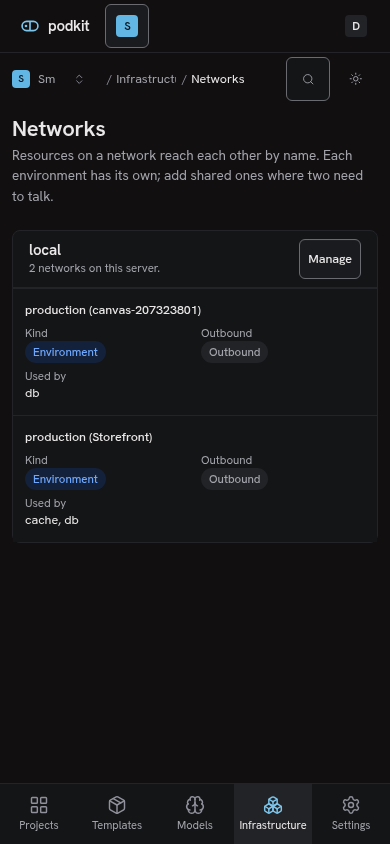 podkit
S
D
S Sm / Infrastruct / Networks
Networks
Resources on a network reach each other by name. Each
environment has its own; add shared ones where two need
to talk.
local
2 networks on this server.
Manage
production (canvas-207323801)
Kind Outbound
Environment Outbound
Used by
db
production (Storefront)
Kind Outbound
Environment Outbound
Used by
cache, db
Projects Templates Models Infrastructure Settings